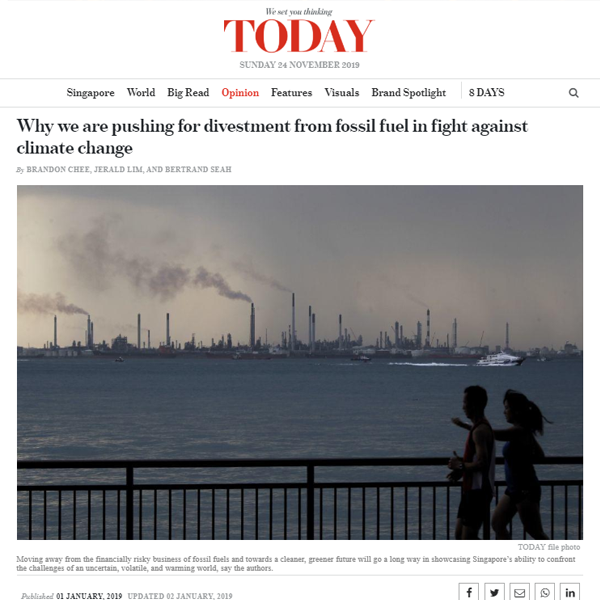 We set you thinking
TODAY
SUNDAY 24 NOVEMBER 2019
Singapore World Big Read Opinion Features Visuals Brand Spotlight 8 DAYS
Why we are pushing for divestment from fossil fuel in fight against
climate change
By BRANDON CHEE, JERALD LIM, AND BERTRAND SEAH
TODAY file photo
Moving away from the financially risky business of fossil fuels and towards a cleaner, greener future will go a long way in showcasing Singapore's ability to confront
the challenges of an uncertain, volatile, and warming world, say the authors.
Published 01 JANUARY, 2019 UPDATED 02 JANUARY, 2019